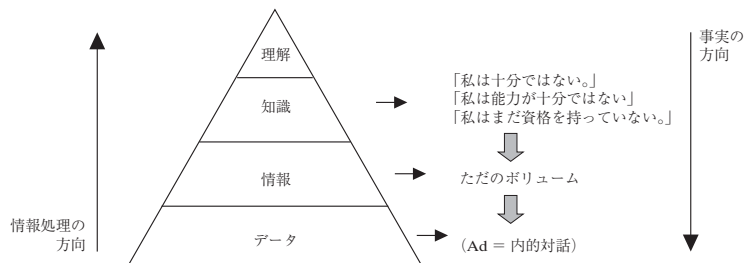 理解
知識
情報
データ
「私は十分ではない。」
「私は能力が十分ではない」
「私はまだ資格を持っていない。」
ただのボリューム
(Ad = 内的対話)
情報処理の
方向
事実の
方向